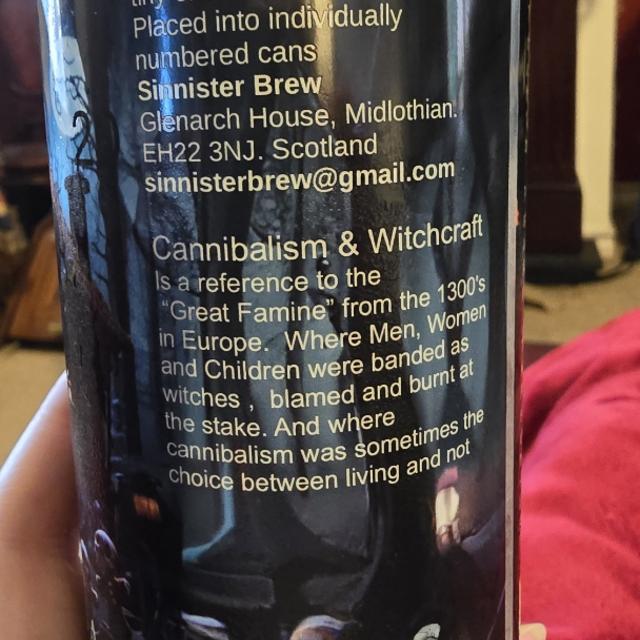 Placed into individually
numbered cans
Sinnister Brew
Glenarch House, Midlothian.
EH22 3NJ. Scotland
sinnisterbrew@gmail.com
Cannibalism & Witchcraft
Is a reference to the
“Great Famine” from the 1300's
in Europe. Where Men, Women
and Children were banded as
witches , blamed and burnt at
the stake. And where
cannibalism was sometimes the
choice between living and not